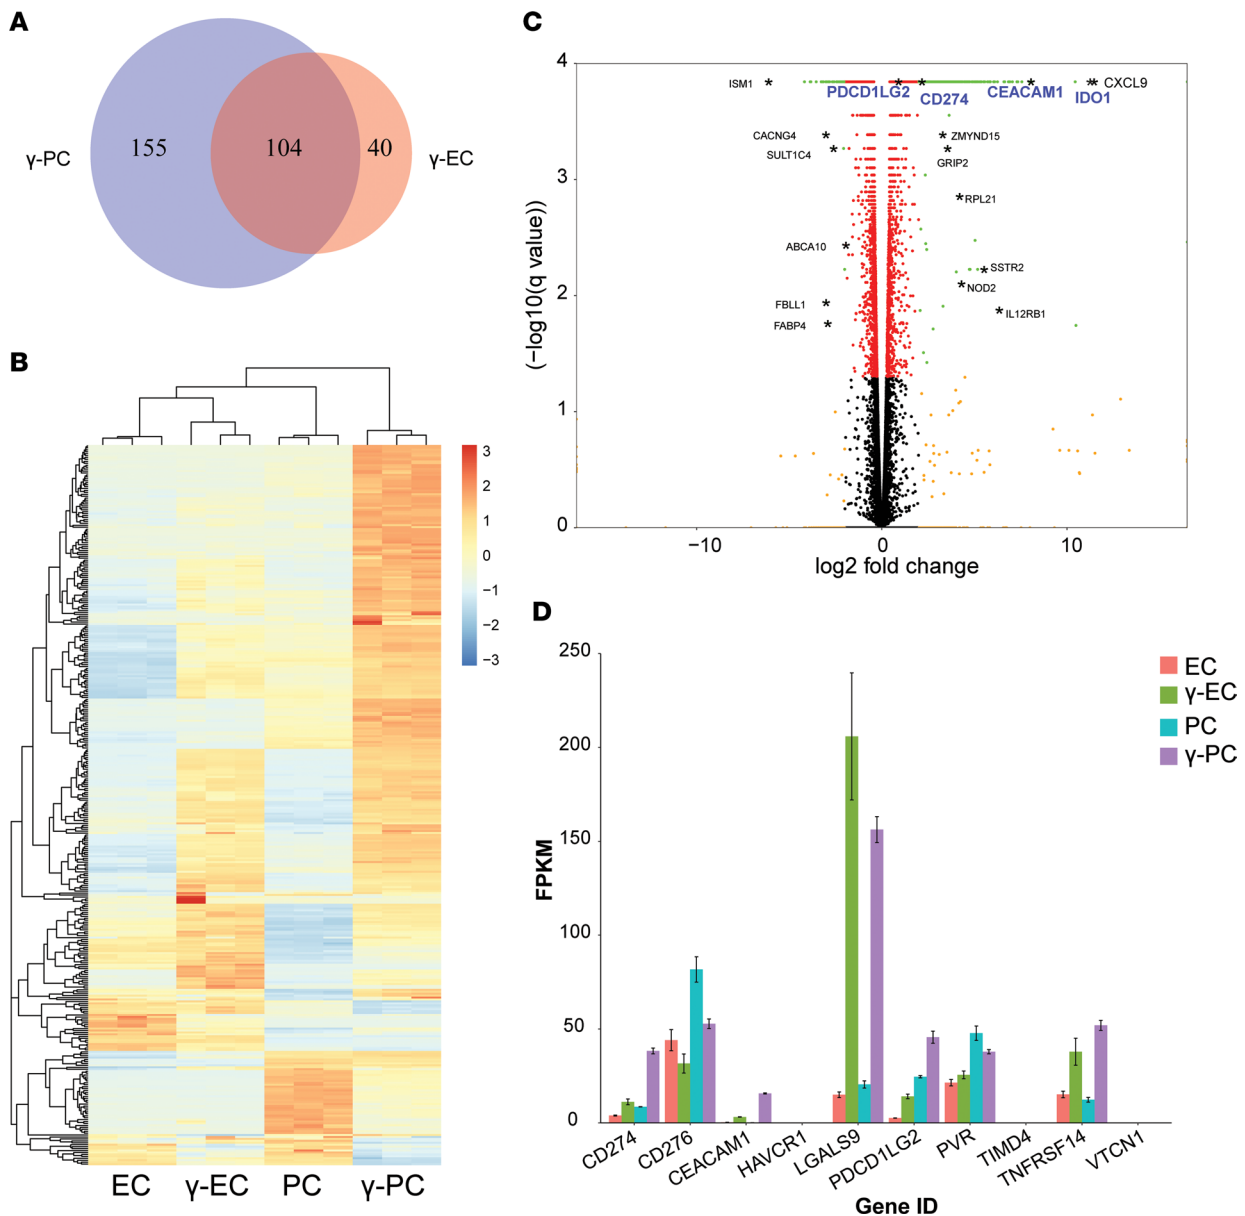 A
γ-PC
155
104
40
γ-EC
B
3
2
1
0
−1
−2
−3
EC
γ-EC
PC
γ-PC
C
(−log10(q value))
4
3
2
1
0
−10
0
10
log2 fold change
ISM1
PDCD1LG2
CD274
CEACAM1
IDO1
CXCL9
CACNG4
SULT1C4
ZMYND15
GRIP2
RPL21
ABCA10
SSTR2
NOD2
FBLL1
IL12RB1
FABP4
D
FPKM
250
200
150
100
50
0
EC
γ-EC
PC
γ-PC
CD274
CD276
CEACAM1
HAVCR1
LGALS9
PDCD1LG2
PVR
TIMD4
TNFRSF14
VTCN1
Gene ID